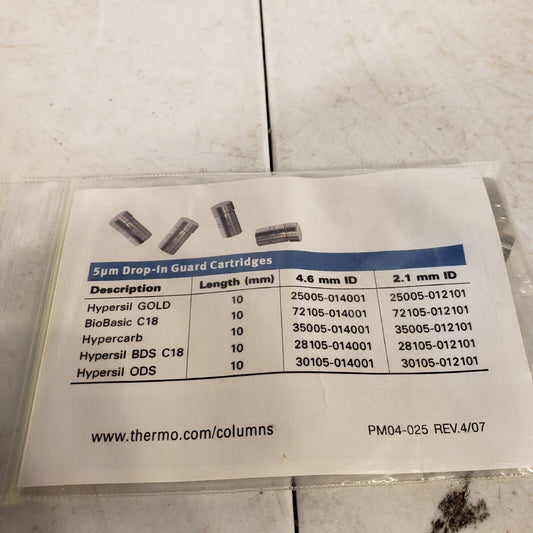 5µm Drop-In Guard Cartridges
Description Length (mm) 4.6 mm ID 2.1 mm ID
Hypersil GOLD 10 25005-014001 25005-012101
BioBasic C18 10 72105-014001 72105-012101
Hypercarb 10 35005-014001 35005-012101
Hypersil BDS C18 10 28105-014001 28105-012101
Hypersil ODS 10 30105-014001 30105-012101
www.thermo.com/columns PM04-025 REV.4/07